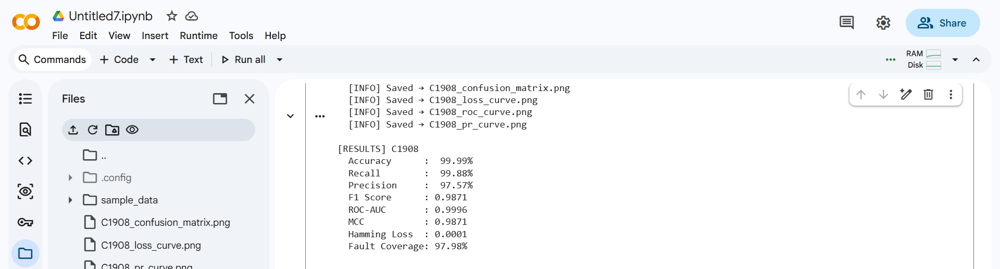 Untitled7.ipynb
File Edit View Insert Runtime Tools Help
Share
Commands + Code + Text Run all
RAM
Disk
Files
..
.config
sample_data
C1908_confusion_matrix.png
C1908_loss_curve.png
C1908_pr_curve.png
[INFO] Saved → C1908_confusion_matrix.png
[INFO] Saved → C1908_loss_curve.png
[INFO] Saved → C1908_roc_curve.png
[INFO] Saved → C1908_pr_curve.png
[RESULTS] C1908
Accuracy : 99.99%
Recall : 99.88%
Precision : 97.57%
F1 Score : 0.9871
ROC-AUC : 0.9996
MCC : 0.9871
Hamming Loss : 0.0001
Fault Coverage: 97.98%